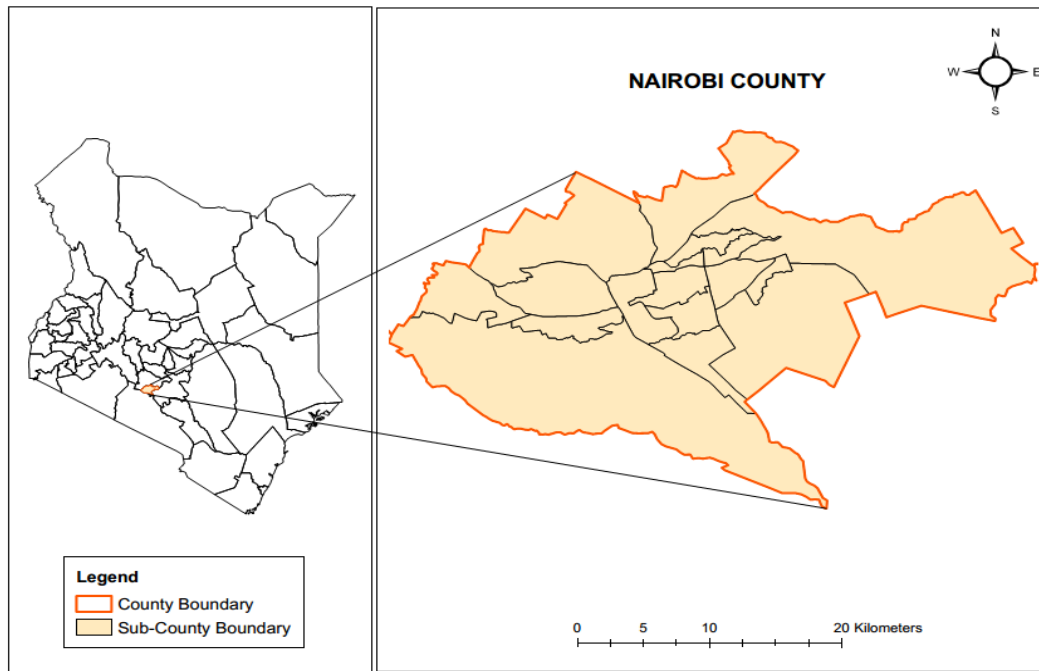 NAIROBI COUNTY
N
W E
S
Legend
County Boundary
Sub-County Boundary
0 5 10 20 Kilometers